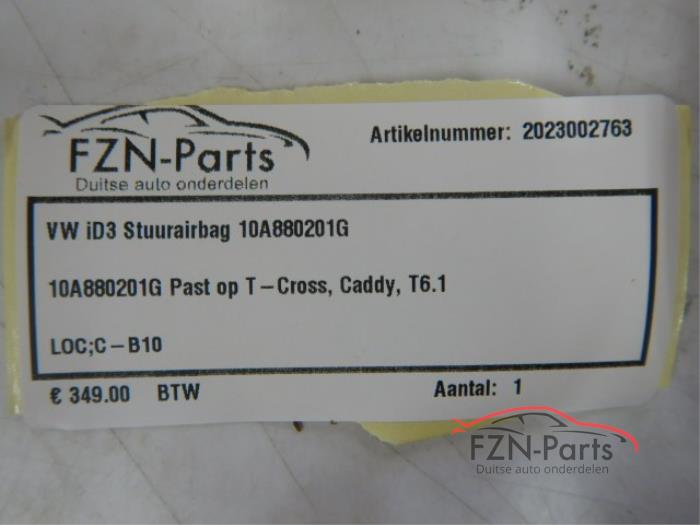 FZN-Parts
Duitse auto onderdelen
Artikelnummer: 2023002763
VW iD3 Stuurairbag 10A880201G
10A880201G Past op T-Cross, Caddy, T6.1
LOC;C-B10
€ 349.00 BTW
Aantal: 1
FZN-Parts
Duitse auto onderdelen